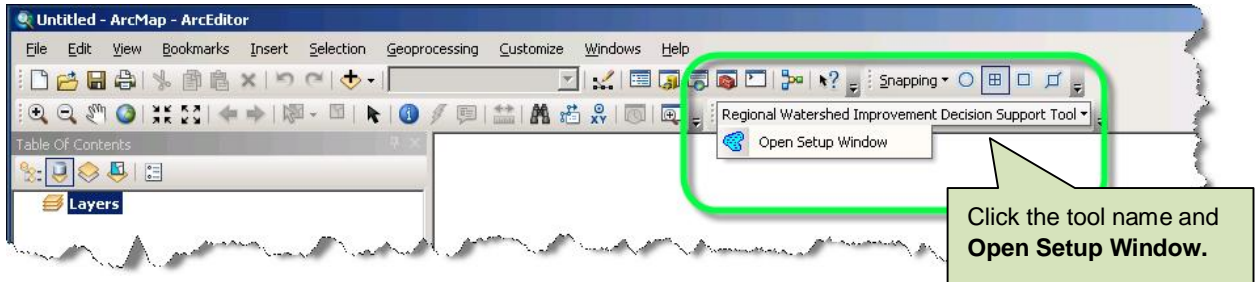 Untitled - ArcMap - ArcEditor
File Edit View Bookmarks Insert Selection Geoprocessing Customize Windows Help
Snapping
XY
Regional Watershed Improvement Decision Support Tool
Table Of Contents
Open Setup Window
Layers
Click the tool name and
Open Setup Window.